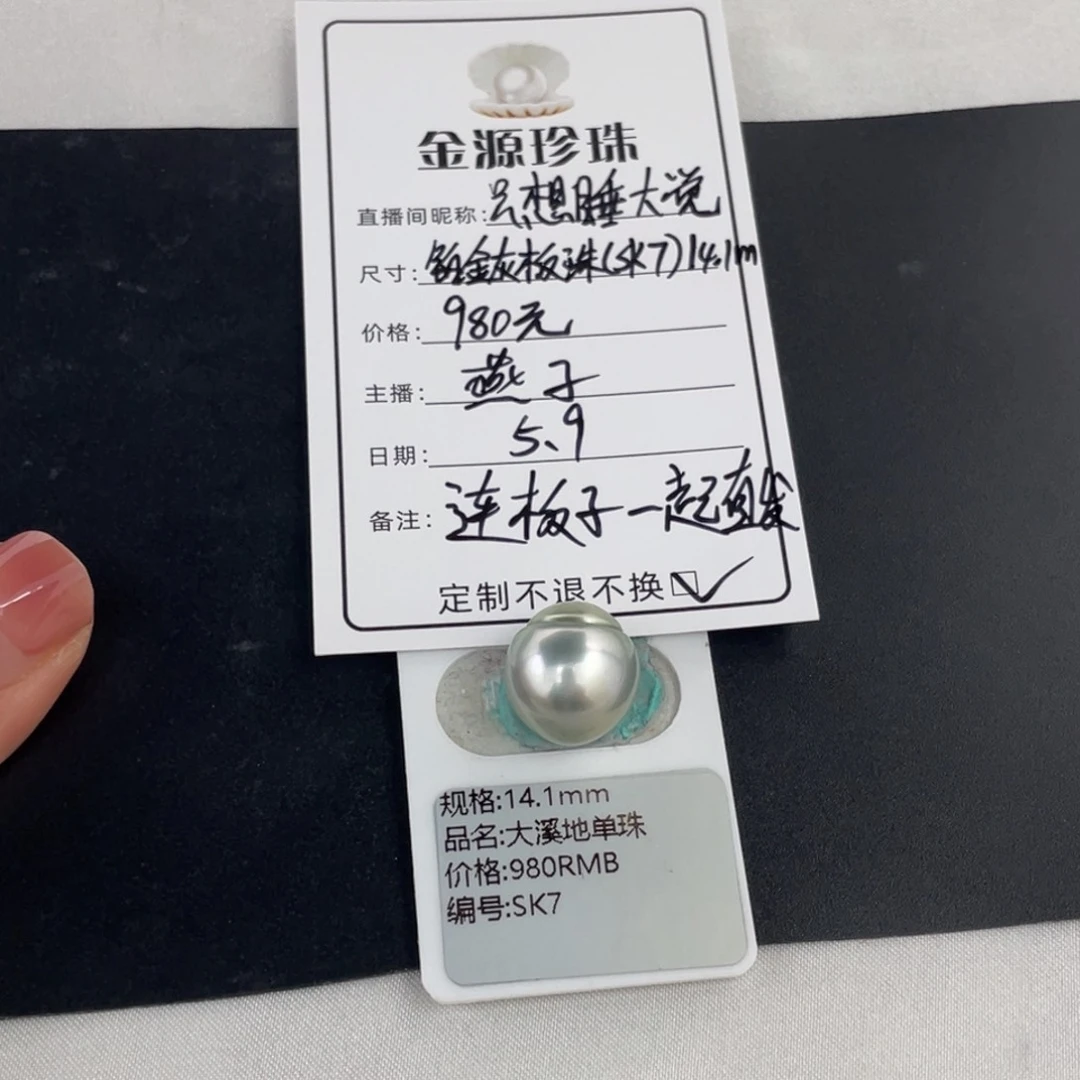 金源珍珠
直播间昵称:只想睡大觉
尺寸:铂金灰板珠(SK7)14.1m
价格:980元
主播:燕子
日期:5、9
备注:连板子一起直发
定制不退不换☑
规格:14.1mm
品名:大溪地单珠
价格:980RMB
编号:SK7